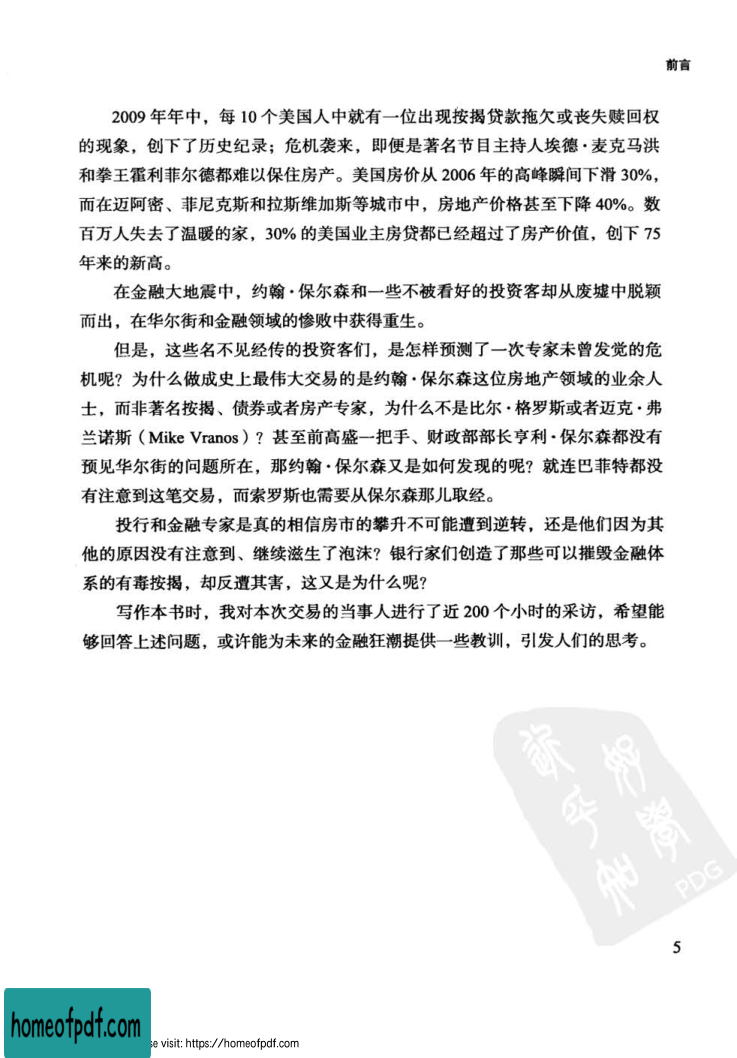 前言
2009 年年中，每 10 个美国人中就有一位出现按揭贷款拖欠或丧失赎回权
的现象，创下了历史纪录；危机袭来，即便是著名节目主持人埃德·麦克马洪
和拳王霍利菲尔德都难以保住房产。美国房价从 2006 年的高峰瞬间下滑 30%，
而在迈阿密、菲尼克斯和拉斯维加斯等城市中，房地产价格甚至下降 40%。数
百万人失去了温暖的家，30% 的美国业主房贷都已经超过了房产价值，创下 75
年来的新高。
在金融大地震中，约翰·保尔森和一些不被看好的投资客却从废墟中脱颖
而出，在华尔街和金融领域的惨败中获得重生。
但是，这些名不见经传的投资客们，是怎样预测了一次专家未曾发觉的危
机呢？为什么做成史上最伟大交易的是约翰·保尔森这位房地产领域的业余人
士，而非著名按揭、债券或者房产专家，为什么不是比尔·格罗斯或者迈克·弗
兰诺斯（Mike Vranos）？甚至前高盛一把手、财政部部长亨利·保尔森都没有
预见华尔街的问题所在，那约翰·保尔森又是如何发现的呢？就连巴菲特都没
有注意到这笔交易，而索罗斯也需要从保尔森那儿取经。
投行和金融专家是真的相信房市的攀升不可能遭到逆转，还是他们因为其
他的原因没有注意到、继续滋生了泡沫？银行家们创造了那些可以摧毁金融体
系的有毒按揭，却反遭其害，这又是为什么呢？
写作本书时，我对本次交易的当事人进行了近 200 个小时的采访，希望能
够回答上述问题，或许能为未来的金融狂潮提供一些教训，引发人们的思考。
PDG
5
homeofpdf.com
se visit: https://homeofpdf.com